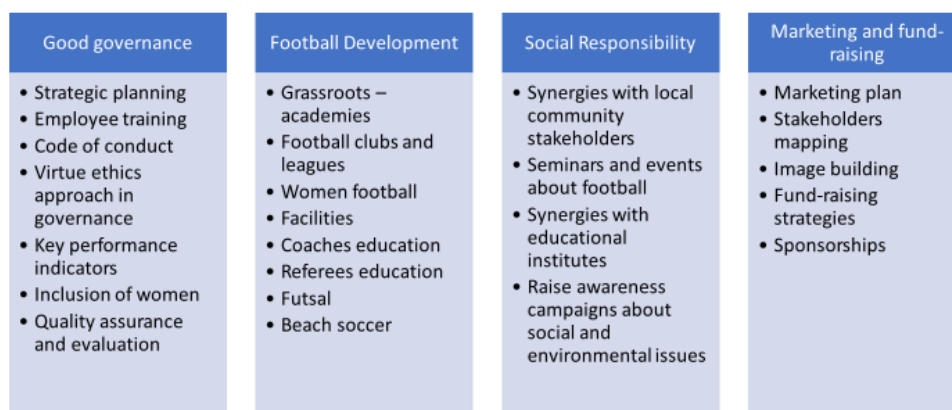 Good governance
• Strategic planning
• Employee training
• Code of conduct
• Virtue ethics
approach in
governance
• Key performance
indicators
• Inclusion of women
• Quality assurance
and evaluation
Football Development
• Grassroots –
academies
• Football clubs and
leagues
• Women football
• Facilities
• Coaches education
• Referees education
• Futsal
• Beach soccer
Social Responsibility
• Synergies with local
community
stakeholders
• Seminars and events
about football
• Synergies with
educational
institutes
• Raise awareness
campaigns about
social and
environmental issues
Marketing and fund-
raising
• Marketing plan
• Stakeholders
mapping
• Image building
• Fund-raising
strategies
• Sponsorships